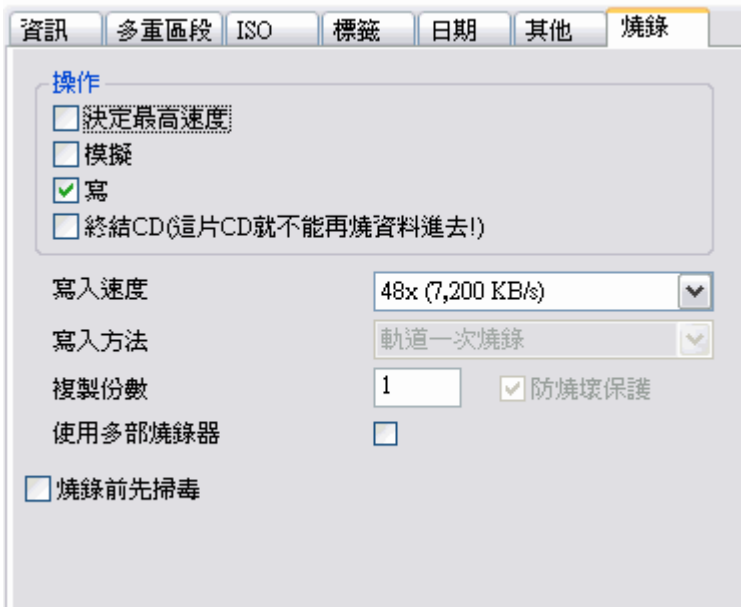 資訊 多重區段 ISO 標籤 日期 其他 燒錄
操作
決定最高速度
模擬
寫
終結CD(這片CD就不能再燒資料進去!)
寫入速度 48x (7,200 KB/s)
寫入方法 軌道一次燒錄
複製份數 1 防燒壞保護
使用多部燒錄器
燒錄前先掃毒